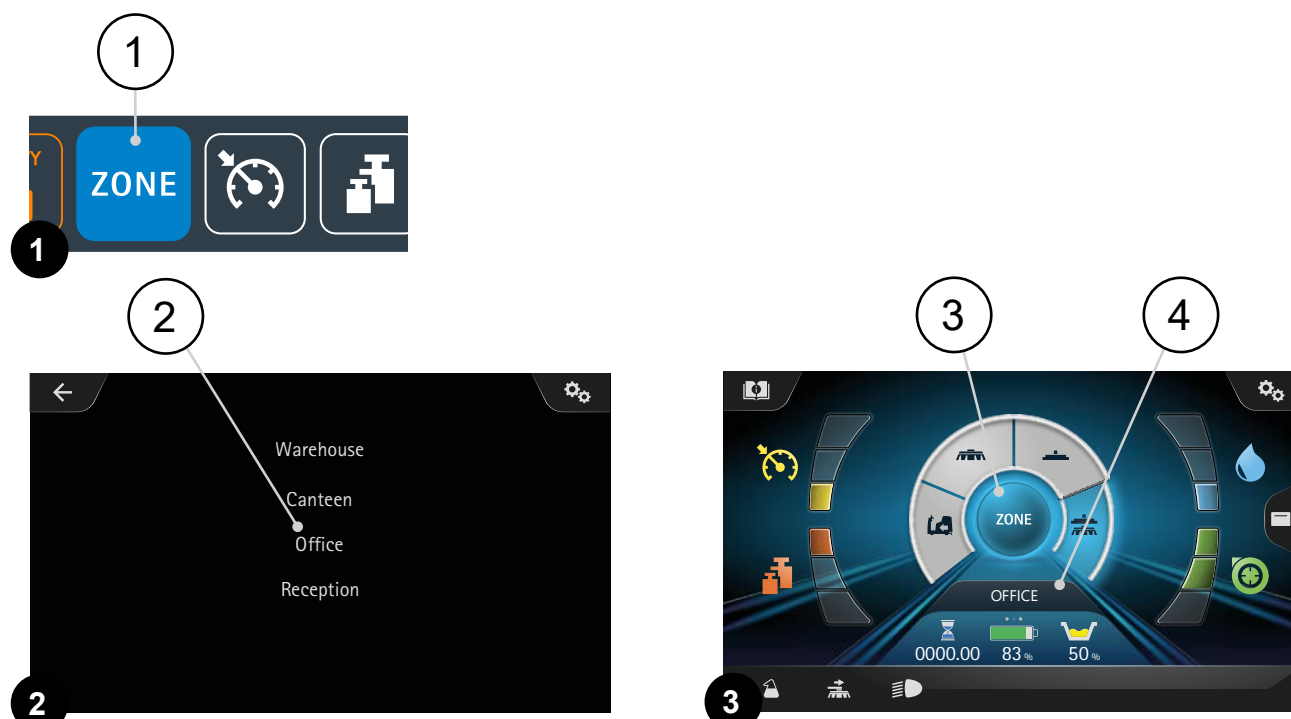 1
Y
ZONE
1
2
Warehouse
Canteen
Office
Reception
2
3
4
ZONE
OFFICE
0000.00 83 % 50 %
3